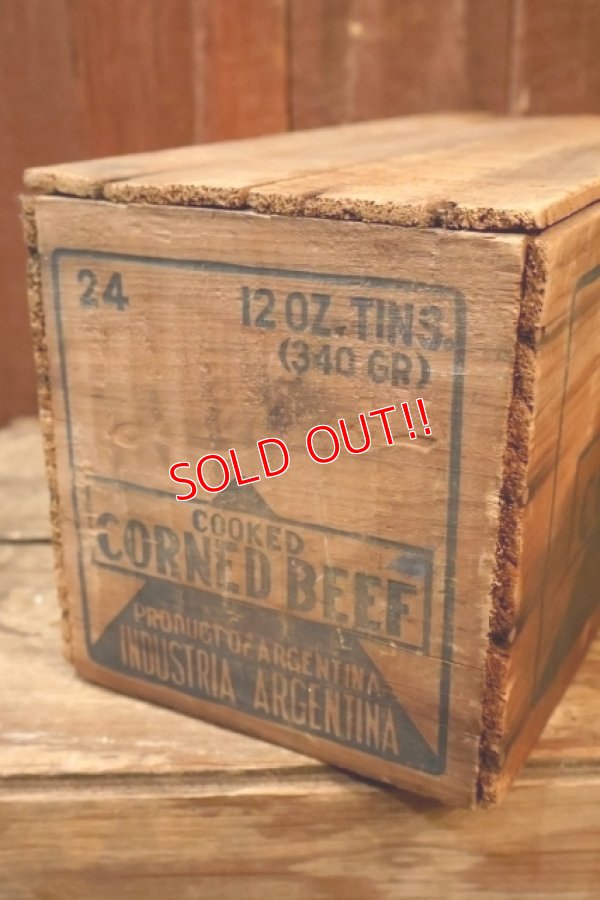 24 12 OZ. TINS.
(340 GR)
SOLD OUT!!
COOKED
CORNED BEEF
PRODUCT OF ARGENTINA
INDUSTRIA ARGENTINA